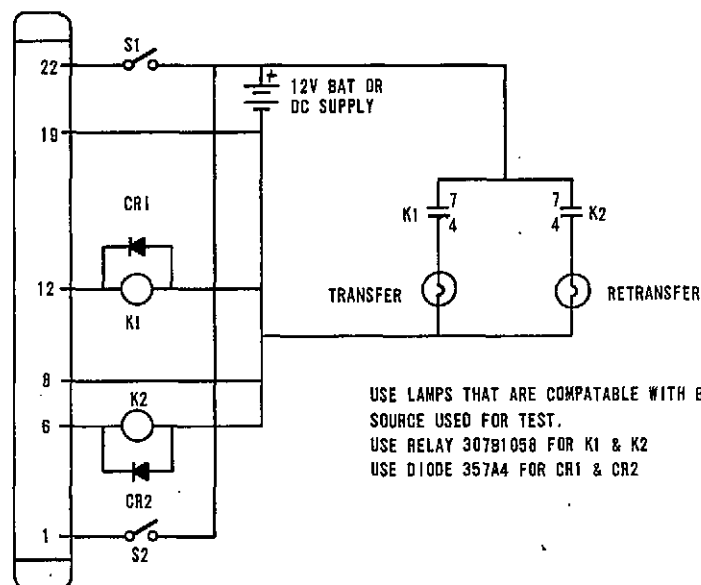 S1
22
+
12V BAT OR
DC SUPPLY
19
CR1
K1 7
4
7 K2
4
12
TRANSFER
RETRANSFER
K1
8
K2
6
USE LAMPS THAT ARE COMPATABLE WITH
SOURCE USED FOR TEST.
USE RELAY 307B1058 FOR K1 & K2
USE DIODE 357A4 FOR CR1 & CR2
CR2
1
S2